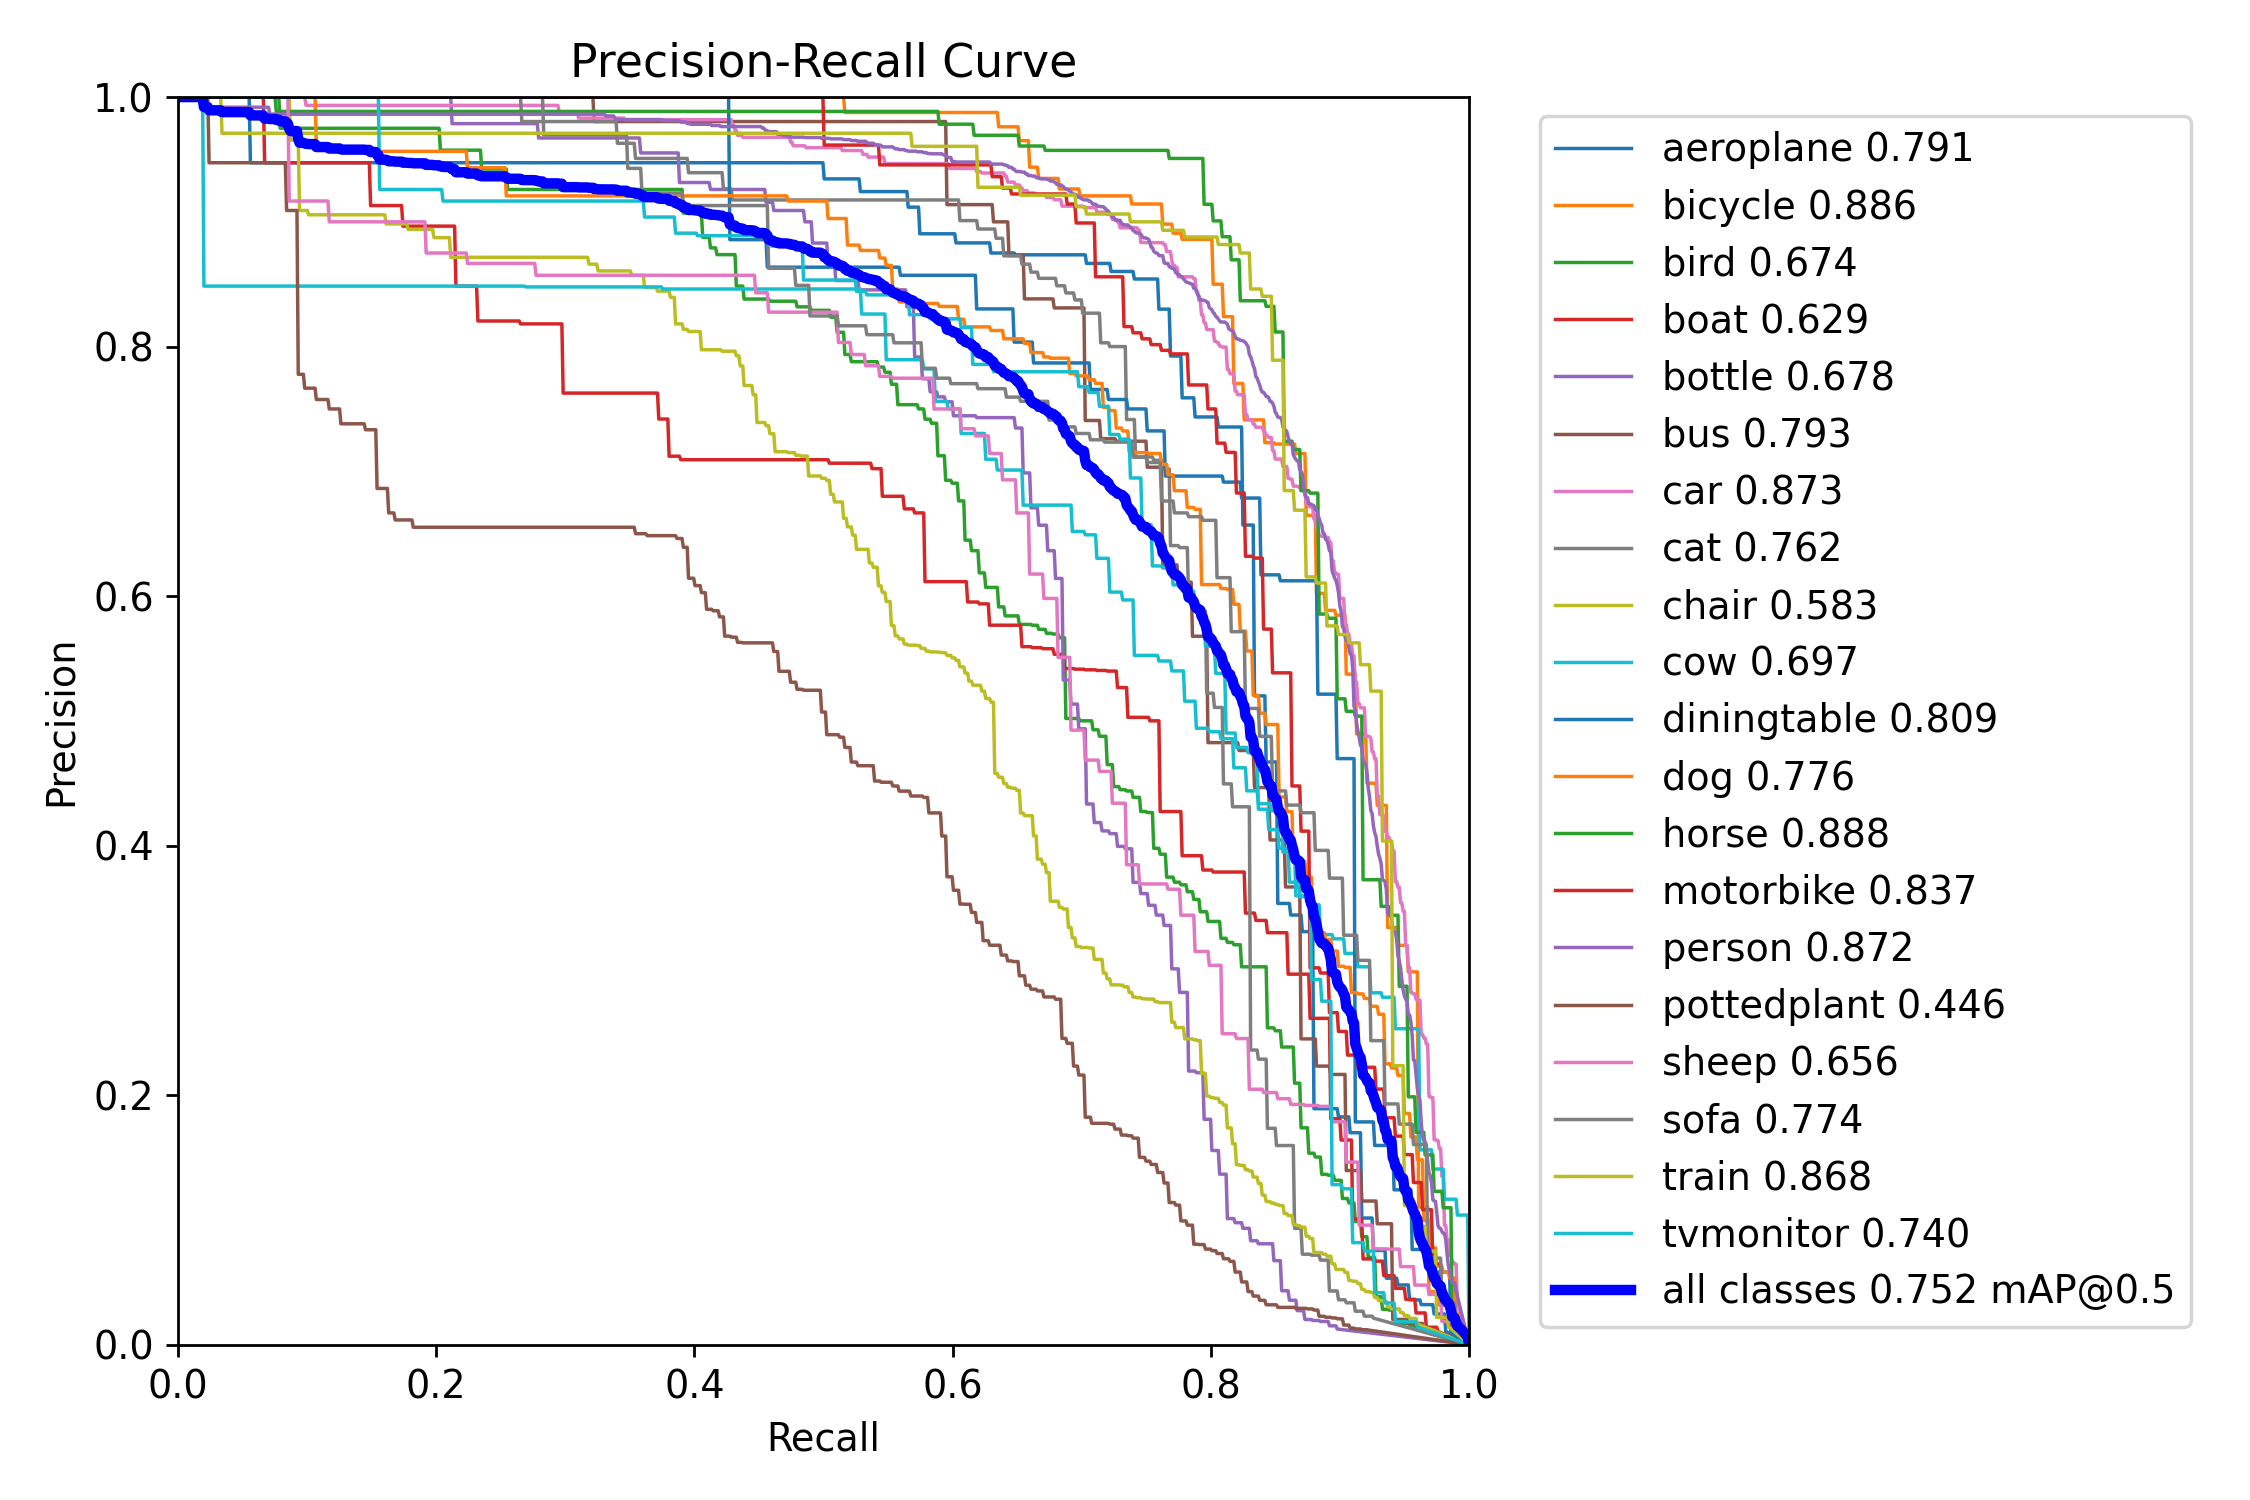 Precision-Recall Curve
1.0
0.8
0.6
0.4
0.2
0.0
Precision
0.0 0.2 0.4 0.6 0.8 1.0
Recall
aeroplane 0.791
bicycle 0.886
bird 0.674
boat 0.629
bottle 0.678
bus 0.793
car 0.873
cat 0.762
chair 0.583
cow 0.697
diningtable 0.809
dog 0.776
horse 0.888
motorbike 0.837
person 0.872
pottedplant 0.446
sheep 0.656
sofa 0.774
train 0.868
tvmonitor 0.740
all classes 0.752 mAP@0.5